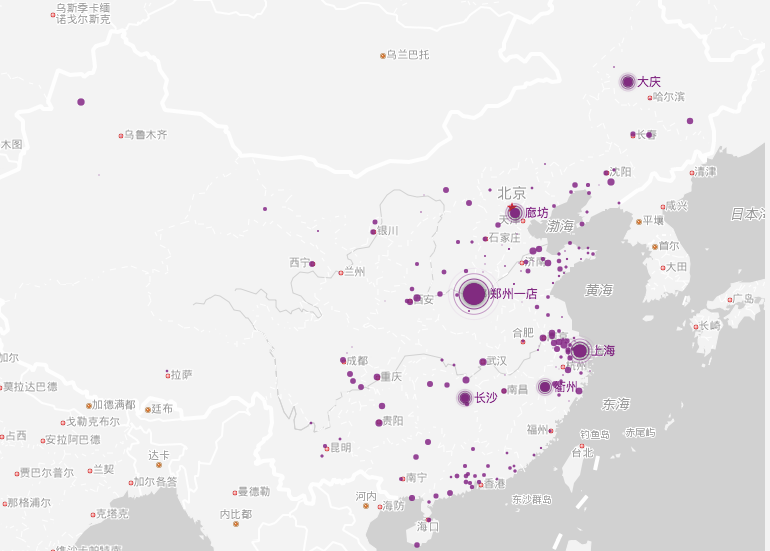 乌斯季卡缅
诺戈尔斯克
乌兰巴托
大庆
哈尔滨
乌鲁木齐
长春
木图
沈阳
清津
北京
咸兴
廊坊
日本海
平壤
渤海
银川
石家庄
首尔
西宁
兰州
济南
大田
郑州一店
黄海
广岛
西安
长崎
合肥
上海
加尔
成都
武汉
杭州
拉萨
重庆
莫拉达巴德
南昌
衢州
长沙
加德满都
廷布
东海
戈勒克布尔
贵阳
占西
安拉阿巴德
福州
钓鱼岛
赤尾屿
昆明
达卡
台北
贾巴尔普尔
兰契
加尔各答
南宁
香港
曼德勒
河内
那格浦尔
海防
东沙群岛
克塔克
内比都
海口